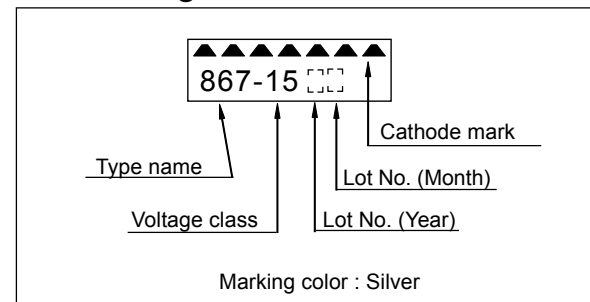 867-15
Cathode mark
Type name
Lot No. (Month)
Voltage class
Lot No. (Year)
Marking color : Silver